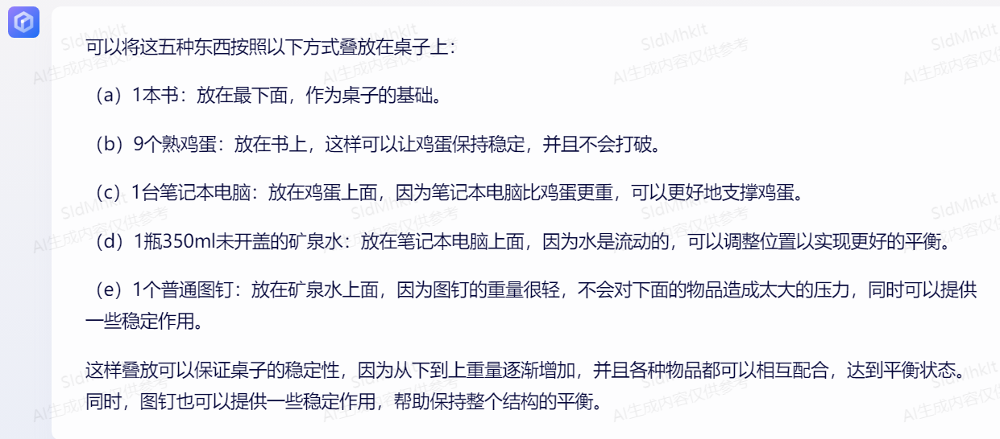 可以将这五种东西按照以下方式叠放在桌子上：
（a）1本书：放在最下面，作为桌子的基础。
（b）9个熟鸡蛋：放在书上，这样可以让鸡蛋保持稳定，并且不会打破。
（c）1台笔记本电脑：放在鸡蛋上面，因为笔记本电脑比鸡蛋更重，可以更好地支撑鸡蛋。
（d）1瓶350ml未开盖的矿泉水：放在笔记本电脑上面，因为水是流动的，可以调整位置以实现更好的平衡。
（e）1个普通图钉：放在矿泉水上面，因为图钉的重量很轻，不会对下面的物品造成太大的压力，同时可以提供
一些稳定作用。
这样叠放可以保证桌子的稳定性，因为从下到上重量逐渐增加，并且各种物品都可以相互配合，达到平衡状态。
同时，图钉也可以提供一些稳定作用，帮助保持整个结构的平衡。
SldMhklt
AI生成内容仅供参考